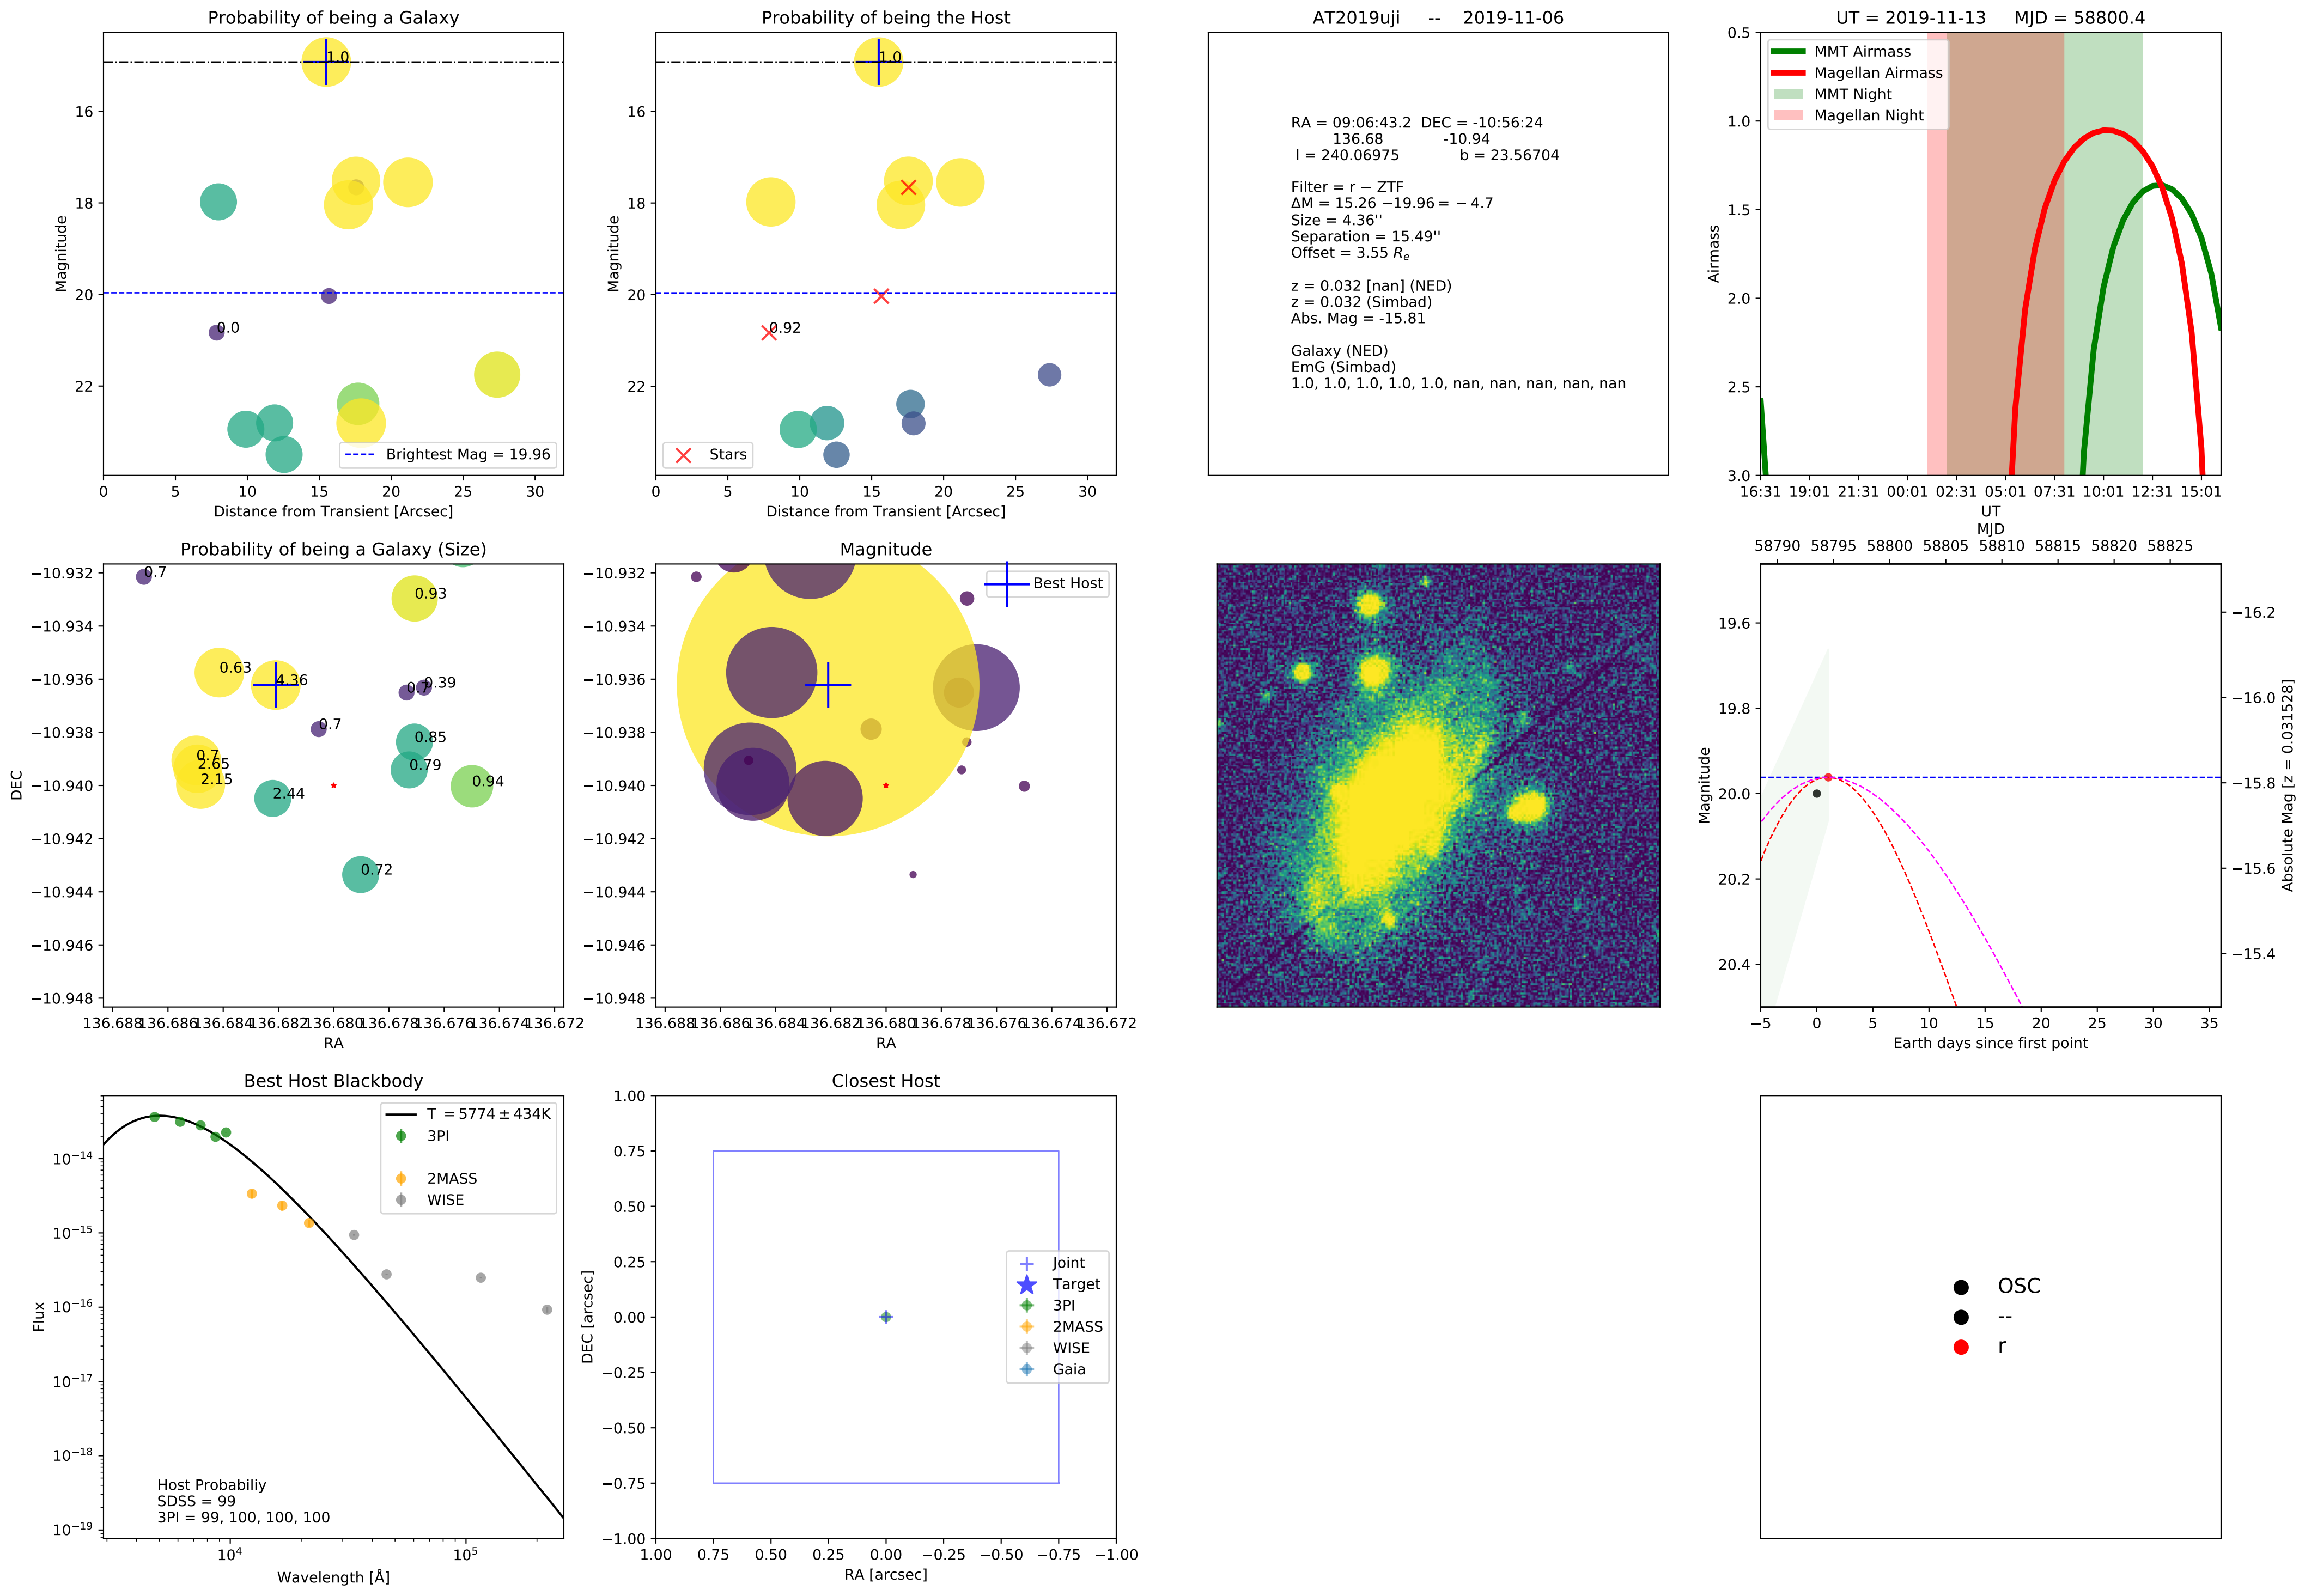 Probability of being a Galaxy
1.0
0.0
Brightest Mag = 19.96
16
18
20
22
Magnitude
0 5 10 15 20 25 30
Distance from Transient [Arcsec]
Probability of being the Host
1.0
0.92
Stars
16
18
20
22
Magnitude
0 5 10 15 20 25 30
Distance from Transient [Arcsec]
AT2019uji -- 2019-11-06
RA = 09:06:43.2 DEC = -10:56:24
136.68 -10.94
l = 240.06975 b = 23.56704
Filter = r − ZTF
ΔM = 15.26 −19.96 = −4.7
Size = 4.36''
Separation = 15.49''
Offset = 3.55 Re
z = 0.032 [nan] (NED)
z = 0.032 (Simbad)
Abs. Mag = -15.81
Galaxy (NED)
EmG (Simbad)
1.0, 1.0, 1.0, 1.0, 1.0, nan, nan, nan, nan, nan
UT = 2019-11-13 MJD = 58800.4
MMT Airmass
Magellan Airmass
MMT Night
Magellan Night
0.5
1.0
1.5
2.0
2.5
3.0
Airmass
16:31 19:01 21:31 00:01 02:31 05:01 07:31 10:01 12:31 15:01
UT
Probability of being a Galaxy (Size)
0.7
0.93
0.63
4.36
0.7
0.39
0.7
0.85
0.7
2.65
0.79
2.15
0.94
2.44
0.72
−10.932
−10.934
−10.936
−10.938
−10.940
−10.942
−10.944
−10.946
−10.948
DEC
136.688 136.686 136.684 136.682 136.680 136.678 136.676 136.674 136.672
RA
Magnitude
Best Host
−10.932
−10.934
−10.936
−10.938
−10.940
−10.942
−10.944
−10.946
−10.948
136.688 136.686 136.684 136.682 136.680 136.678 136.676 136.674 136.672
RA
MJD
58790 58795 58800 58805 58810 58815 58820 58825
19.6
19.8
20.0
20.2
20.4
Magnitude
−16.2
−16.0
−15.8
−15.6
−15.4
Absolute Mag [z = 0.031528]
−5 0 5 10 15 20 25 30 35
Earth days since first point
Best Host Blackbody
T = 5774 ± 434K
3PI
2MASS
WISE
10−14
10−15
10−16
10−17
10−18
10−19
Flux
Host Probabiliy
SDSS = 99
3PI = 99, 100, 100, 100
104 105
Wavelength [Å]
Closest Host
Joint
Target
3PI
2MASS
WISE
Gaia
1.00
0.75
0.50
0.25
0.00
−0.25
−0.50
−0.75
−1.00
DEC [arcsec]
1.00 0.75 0.50 0.25 0.00 −0.25 −0.50 −0.75 −1.00
RA [arcsec]
OSC
--
r